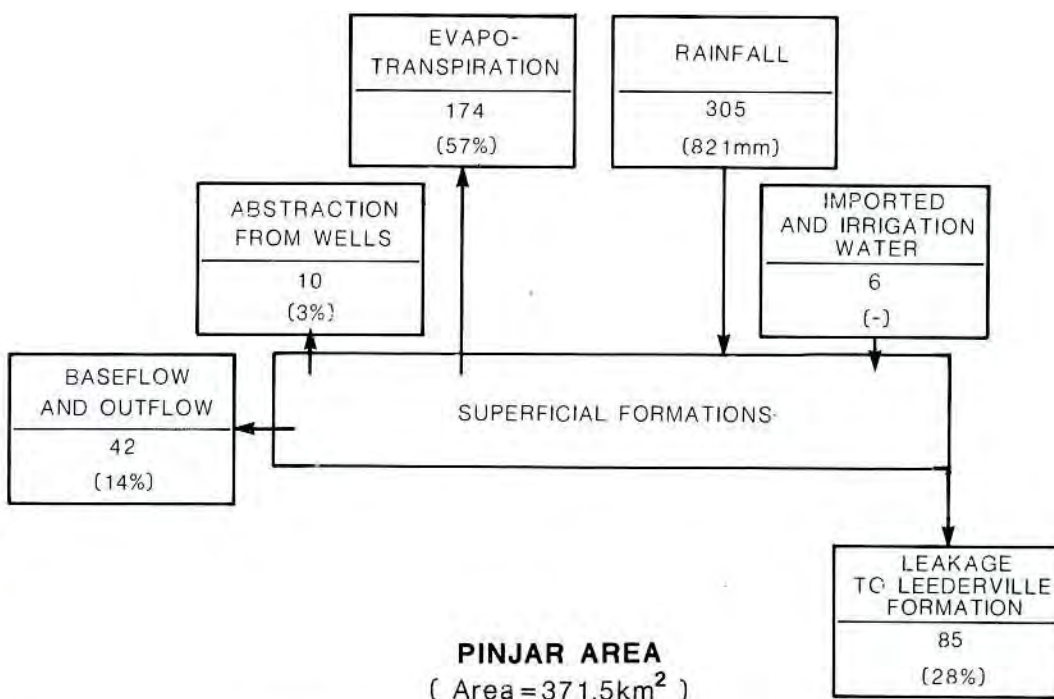 EVAPO-
TRANSPIRATION
174
(57%)
RAINFALL
305
(821mm)
ABSTRACTION
FROM WELLS
10
(3%)
IMPORTED
AND IRRIGATION
WATER
6
(-)
BASEFLOW
AND OUTFLOW
42
(14%)
SUPERFICIAL FORMATIONS
LEAKAGE
TO LEEDERVILLE
FORMATION
85
(28%)
PINJAR AREA
( Area=371.5km² )